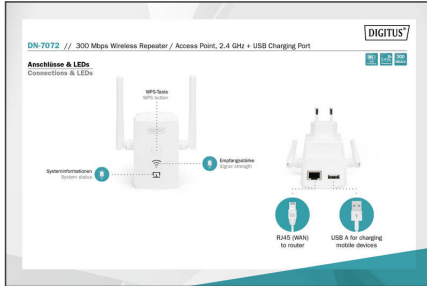 DIGITUS®
DN-7072 // 300 Mbps Wireless Repeater / Access Point, 2.4 GHz + USB Charging Port
Anschlüsse & LEDs
Connections & LEDs
300
WPS-Taste
WPS button
DIGITUS
Empfangsstärke
Signal strength
Systeminformationen
System status
RJ45 (WAN)
to router
USB A for charging
mobile devices